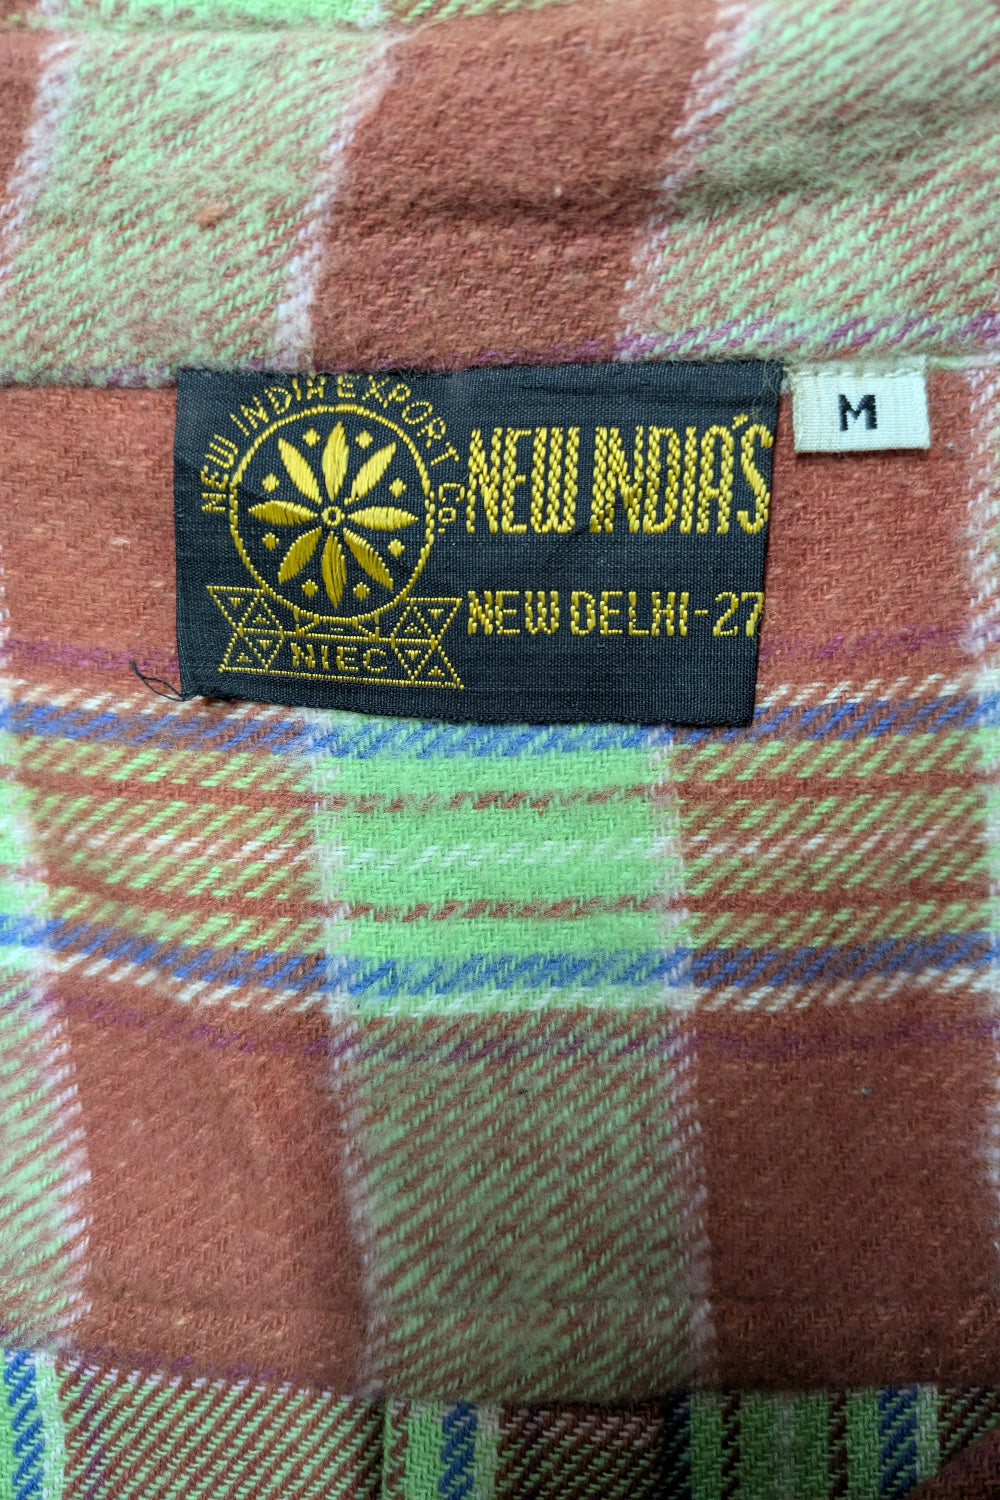 NEW INDIA EXPORT Co.
NIEC
NEW INDIA'S
NEW DELHI-27
M